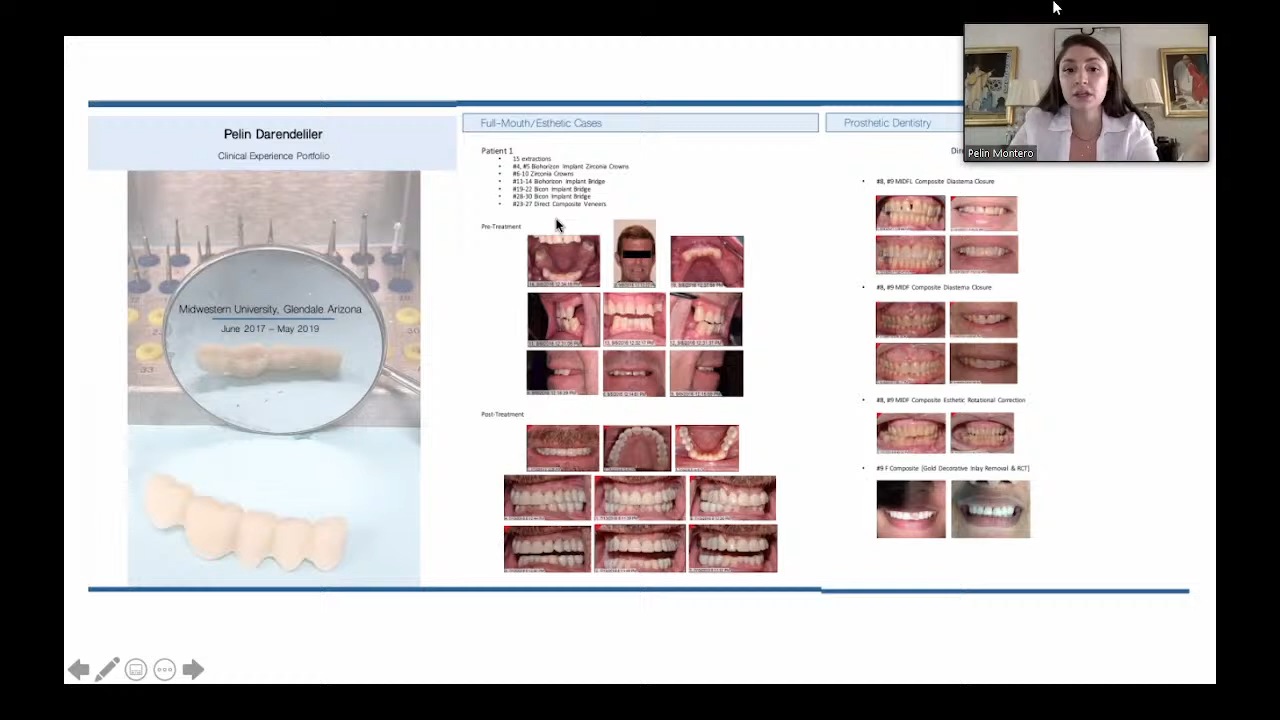 Pelin Darendeliler
Clinical Experience Portfolio
Midwestern University, Glendale Arizona
June 2017 – May 2019
Full-Mouth/Esthetic Cases
Patient 1
• 15 extractions
• #4, #5 Biohorizon Implant Zirconia Crowns
• #6-10 Zirconia Crowns
• #11-14 Biohorizon Implant Bridge
• #19-22 Bicon Implant Bridge
• #28-30 Bicon Implant Bridge
• #23-27 Direct Composite Veneers
Pre-Treatment
Post-Treatment
Prosthetic Dentistry
• #8, #9 MIDFL Composite Diastema Closure
• #8, #9 MIDF Composite Diastema Closure
• #8, #9 MIDF Composite Esthetic Rotational Correction
• #9 F Composite (Gold Decorative Inlay Removal & RCT)
Pelin Montero